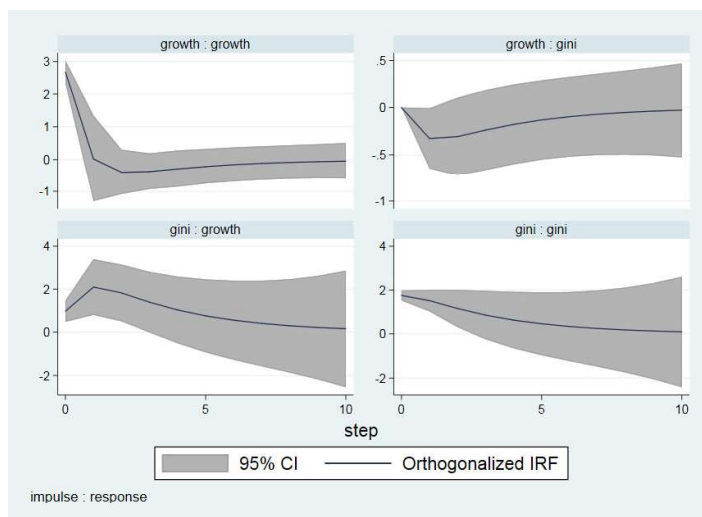 growth : growth
growth : gini
3
2
1
0
-1
.5
0
-.5
-1
gini : growth
gini : gini
4
2
0
-2
4
2
0
-2
0
5
10
0
5
10
step
95% CI
Orthogonalized IRF
impulse : response